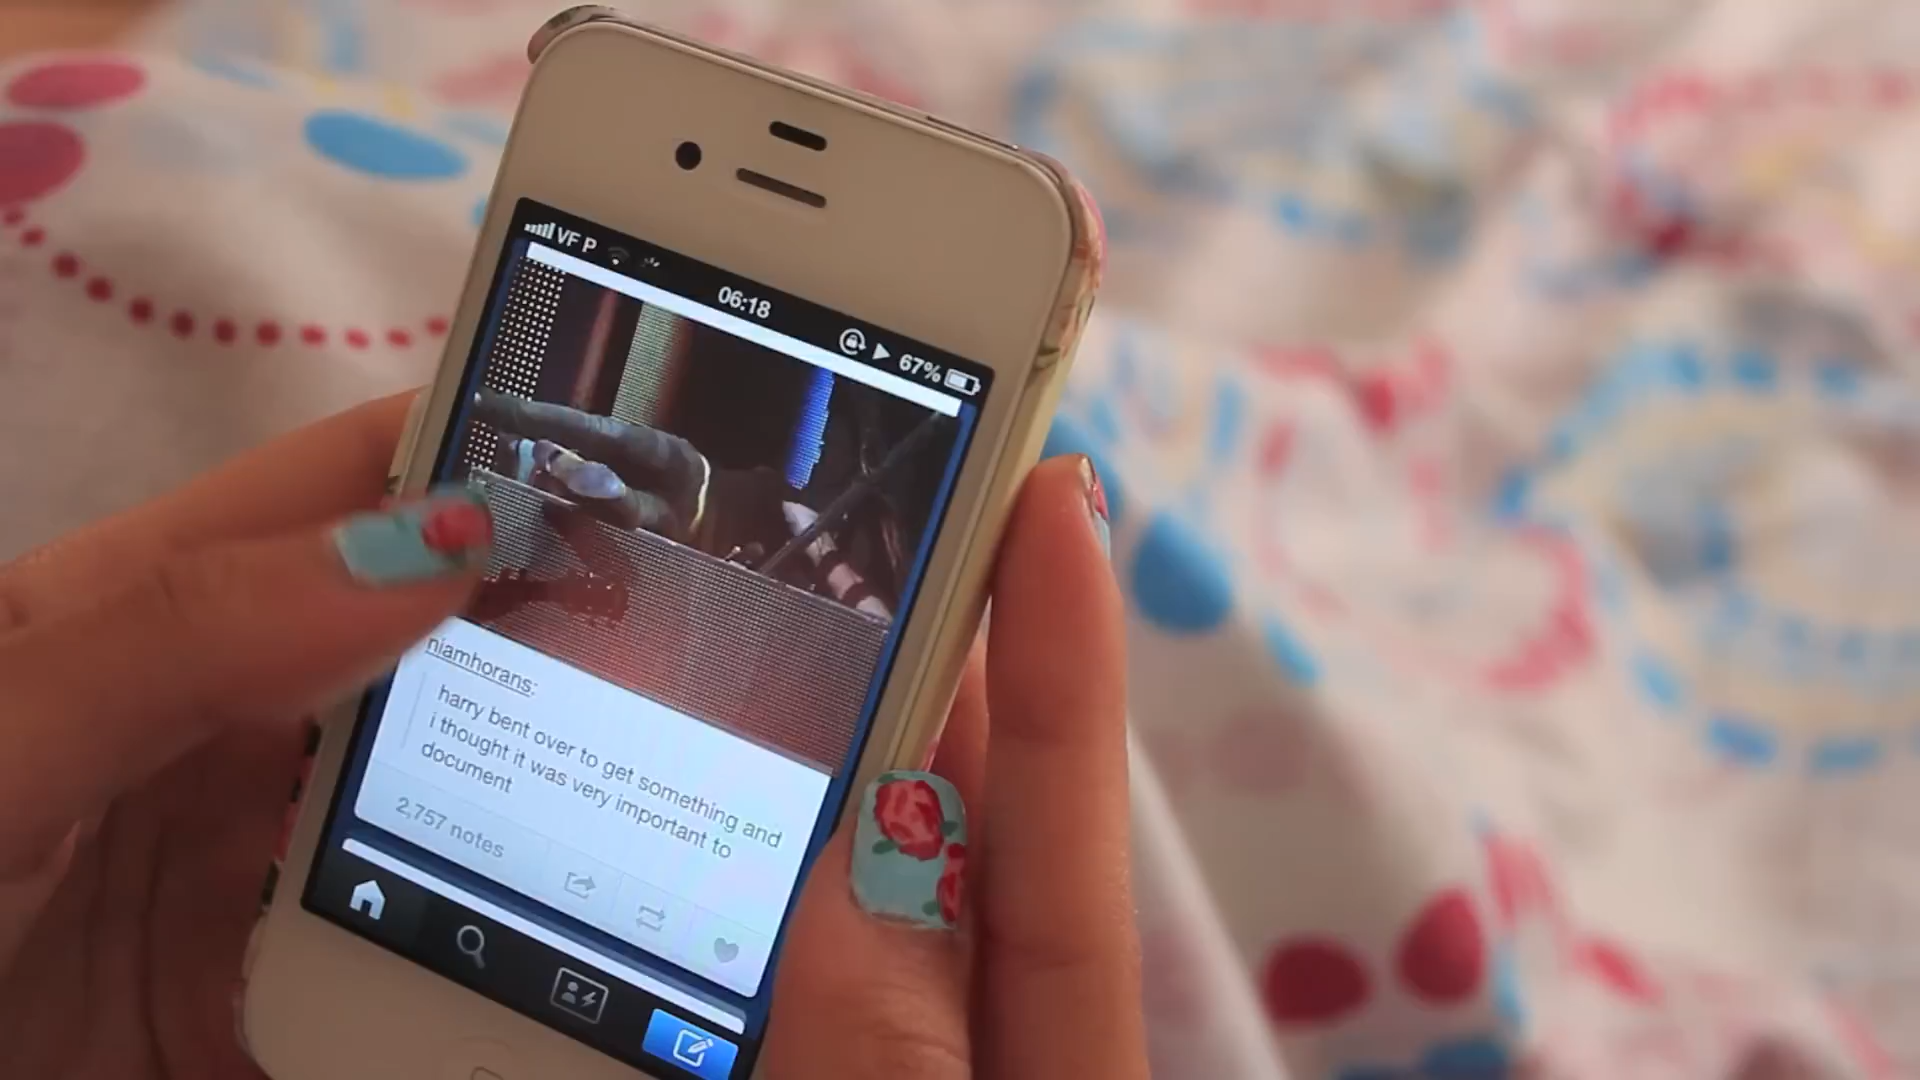 VF P
06:18
67%
niamhorans:
harry bent over to get something and
i thought it was very important to
document
2,757 notes